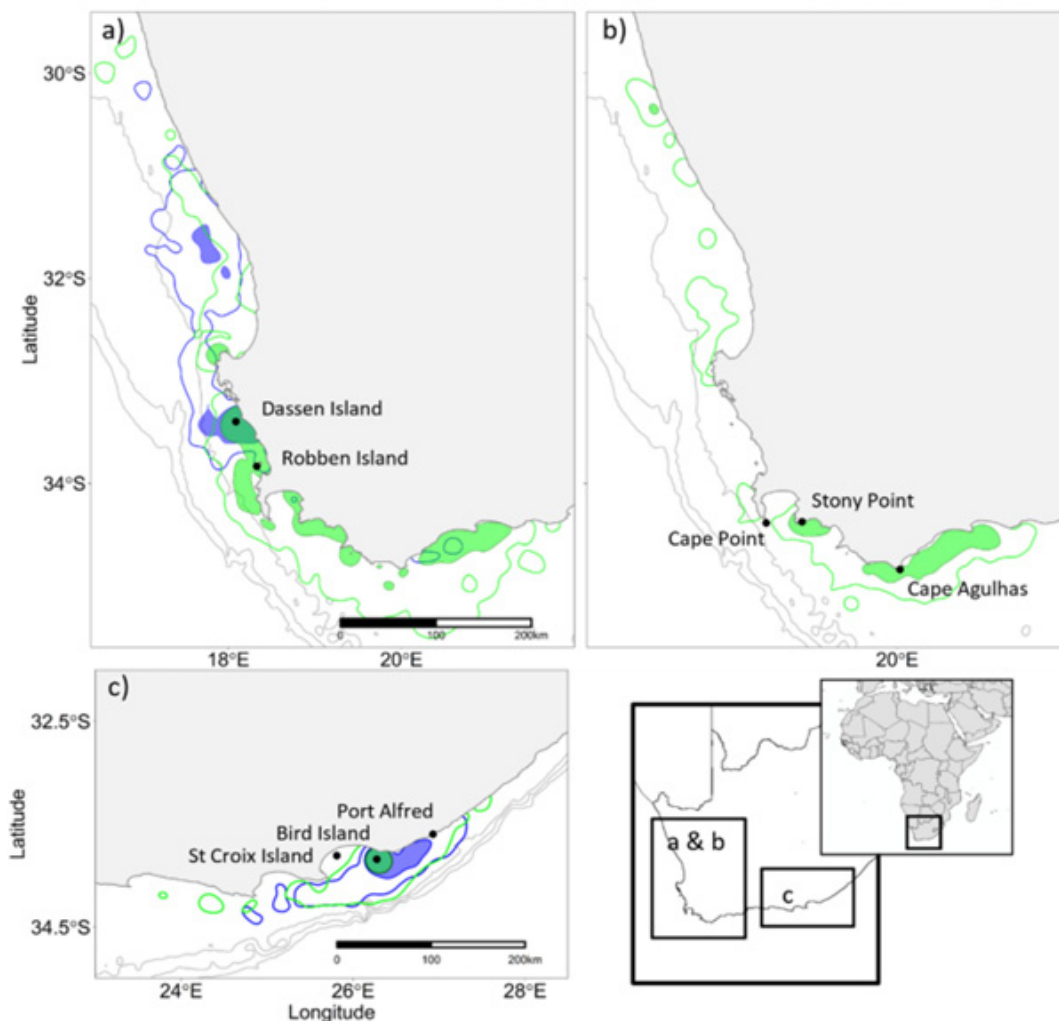 a)
30°S
32°S
34°S
Latitude
Dassen Island
Robben Island
0 100 200km
18°E 20°E
b)
Stony Point
Cape Point
Cape Agulhas
20°E
c)
32.5°S
34.5°S
Latitude
Port Alfred
Bird Island
St Croix Island
0 100 200km
24°E 26°E 28°E
Longitude
a & b
c